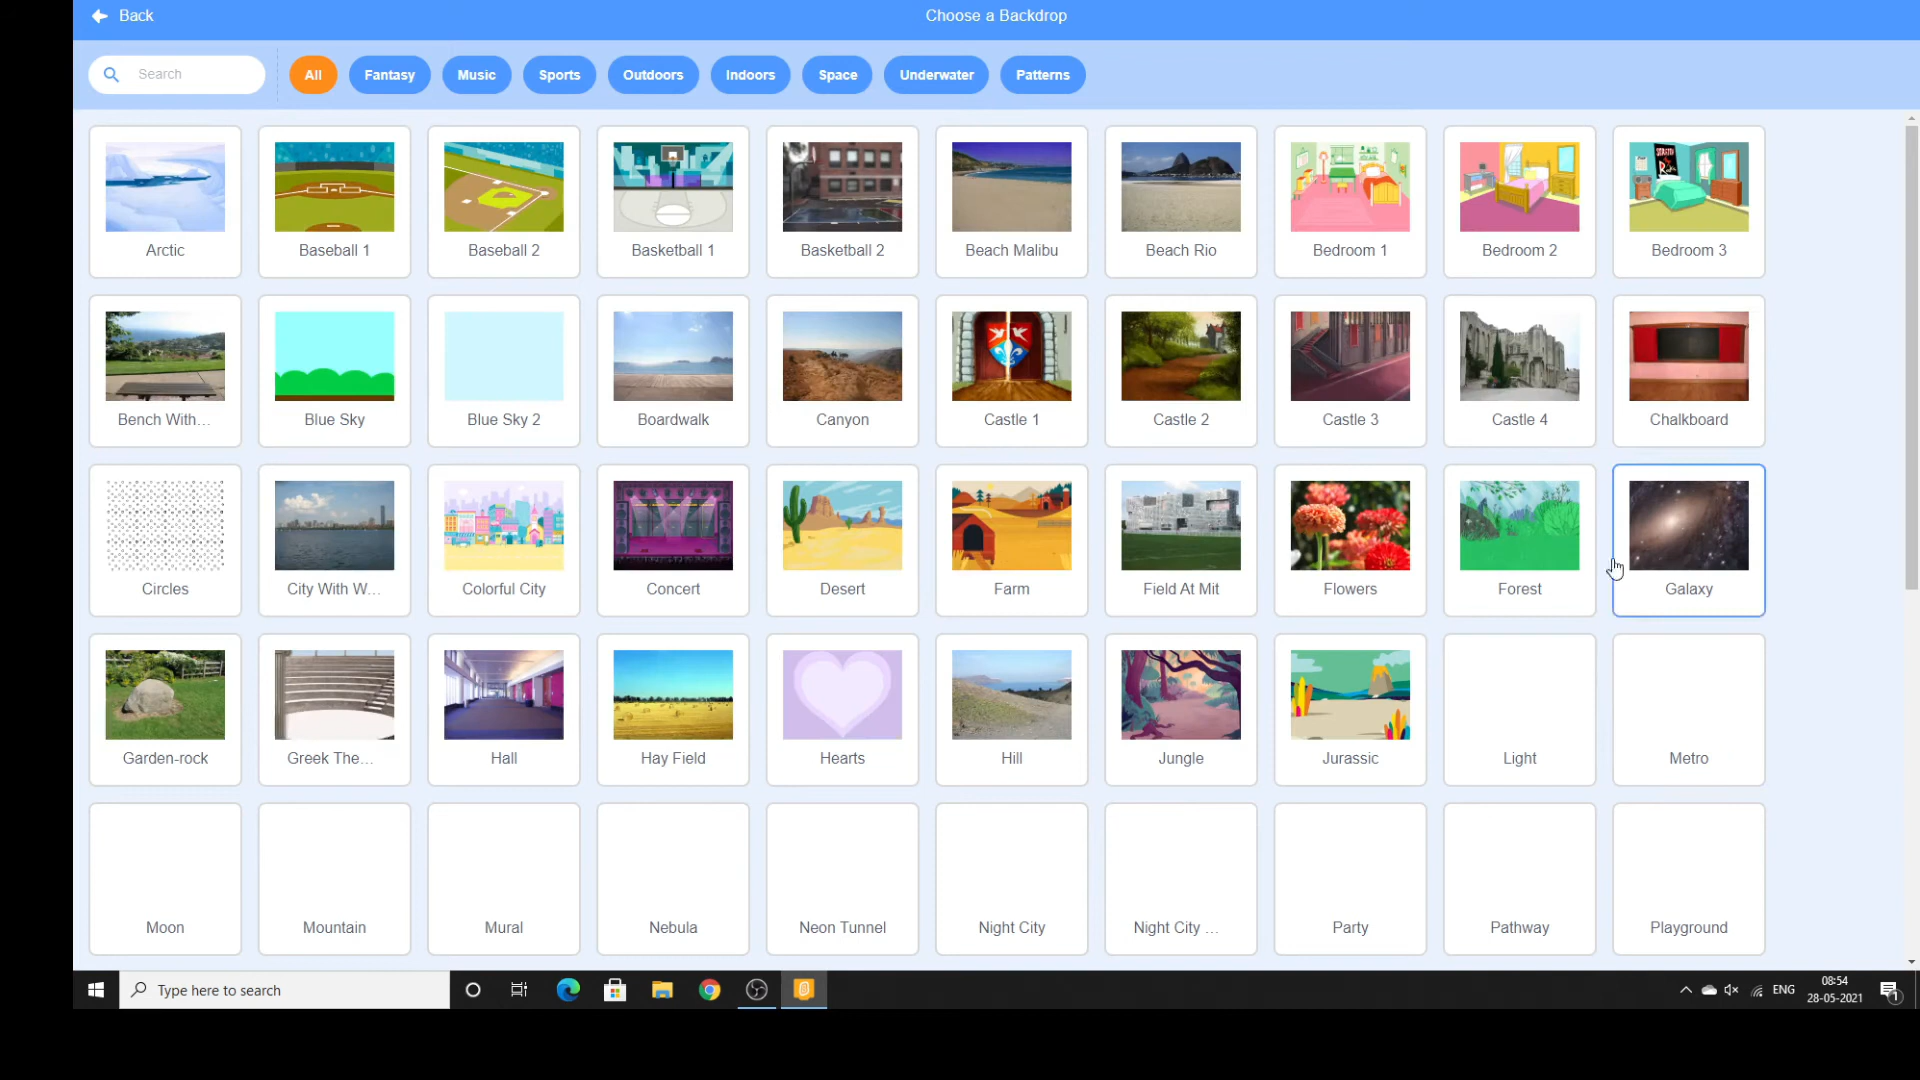 Back
Choose a Backdrop
Search
All Fantasy Music Sports Outdoors Indoors Space Underwater Patterns
Arctic Baseball 1 Baseball 2 Basketball 1 Basketball 2 Beach Malibu Beach Rio Bedroom 1 Bedroom 2 Bedroom 3
Bench With... Blue Sky Blue Sky 2 Boardwalk Canyon Castle 1 Castle 2 Castle 3 Castle 4 Chalkboard
Circles City With W... Colorful City Concert Desert Farm Field At Mit Flowers Forest Galaxy
Garden-rock Greek The... Hall Hay Field Hearts Hill Jungle Jurassic Light Metro
Moon Mountain Mural Nebula Neon Tunnel Night City Night City ... Party Pathway Playground
Type here to search
ENG
08:54
28-05-2021
1